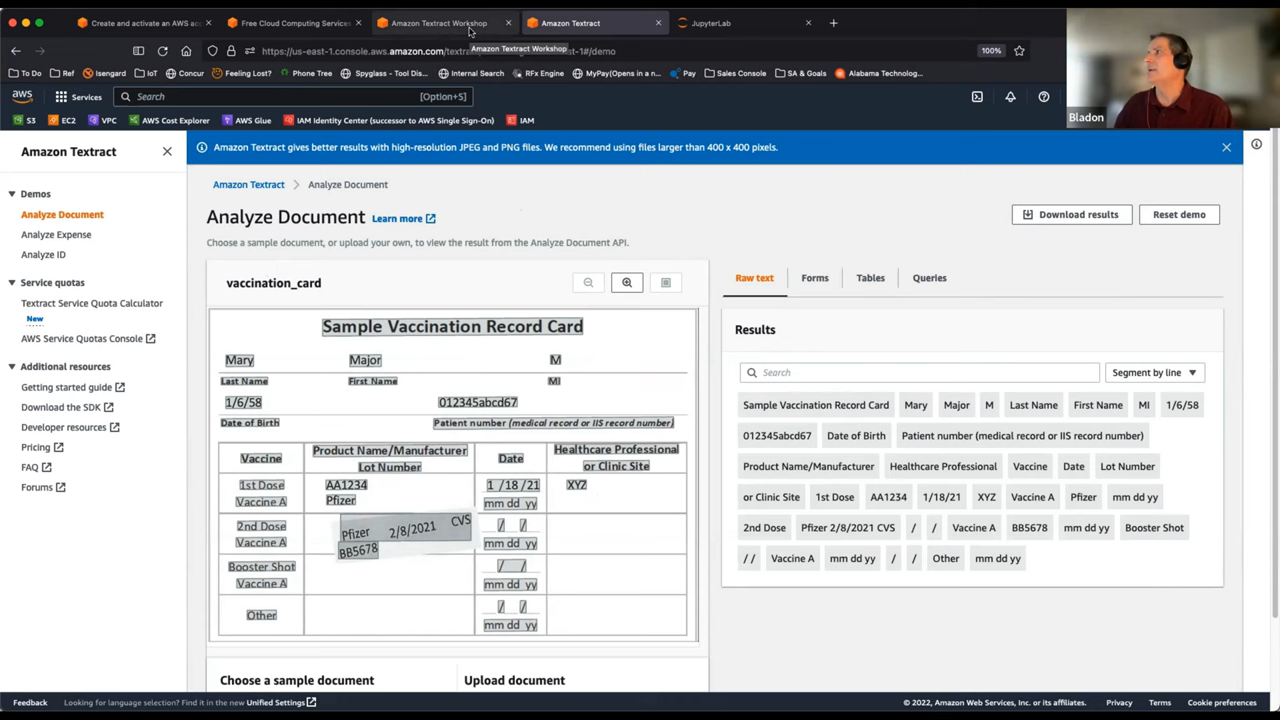 Create and activate an AWS acc
Free Cloud Computing Services
Amazon Textract Workshop
Amazon Textract
JupyterLab
https://us-east-1.console.aws.amazon.com/textrac
Amazon Textract Workshop
st-1#/demo
100%
To Do
Ref
Isengard
IoT
Concur
Feeling Lost?
Phone Tree
Spyglass - Tool Dis...
Internal Search
RFx Engine
MyPay(Opens in a n...
Pay
Sales Console
SA & Goals
Alabama Technolog...
Bladon
aws
Services
Search
[Option+S]
S3
EC2
VPC
AWS Cost Explorer
AWS Glue
IAM Identity Center (successor to AWS Single Sign-On)
IAM
Amazon Textract
Demos
Analyze Document
Analyze Expense
Analyze ID
Service quotas
Textract Service Quota Calculator
New
AWS Service Quotas Console
Additional resources
Getting started guide
Download the SDK
Developer resources
Pricing
FAQ
Forums
Amazon Textract gives better results with high-resolution JPEG and PNG files. We recommend using files larger than 400 x 400 pixels.
Amazon Textract > Analyze Document
Analyze Document Learn more
Download results
Reset demo
Choose a sample document, or upload your own, to view the result from the Analyze Document API.
vaccination_card
Sample Vaccination Record Card
Mary Major M
Last Name First Name MI
1/6/58 012345abcd67
Date of Birth Patient number (medical record or IIS record number)
Vaccine
Product Name/Manufacturer
Lot Number
Date
Healthcare Professional
or Clinic Site
1st Dose AA1234 1 /18 /21 XYZ
Vaccine A Pfizer mm dd yy
2nd Dose Pfizer 2/8/2021 CVS / /
Vaccine A BB5678 mm dd yy
Booster Shot / /
Vaccine A mm dd yy
Other / /
mm dd yy
Choose a sample document
Upload document
Raw text
Forms
Tables
Queries
Results
Search
Segment by line
Sample Vaccination Record Card Mary Major M Last Name First Name MI 1/6/58
012345abcd67 Date of Birth Patient number (medical record or IIS record number)
Product Name/Manufacturer Healthcare Professional Vaccine Date Lot Number
or Clinic Site 1st Dose AA1234 1/18/21 XYZ Vaccine A Pfizer mm dd yy
2nd Dose Pfizer 2/8/2021 CVS / / Vaccine A BB5678 mm dd yy Booster Shot
/ / Vaccine A mm dd yy / / Other mm dd yy
Feedback
Looking for language selection? Find it in the new Unified Settings
© 2022, Amazon Web Services, Inc. or its affiliates.
Privacy
Terms
Cookie preferences